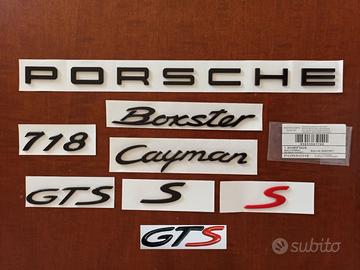 PORSCHE
Boxster
718
Cayman
GTS
S
S
GTS
subito